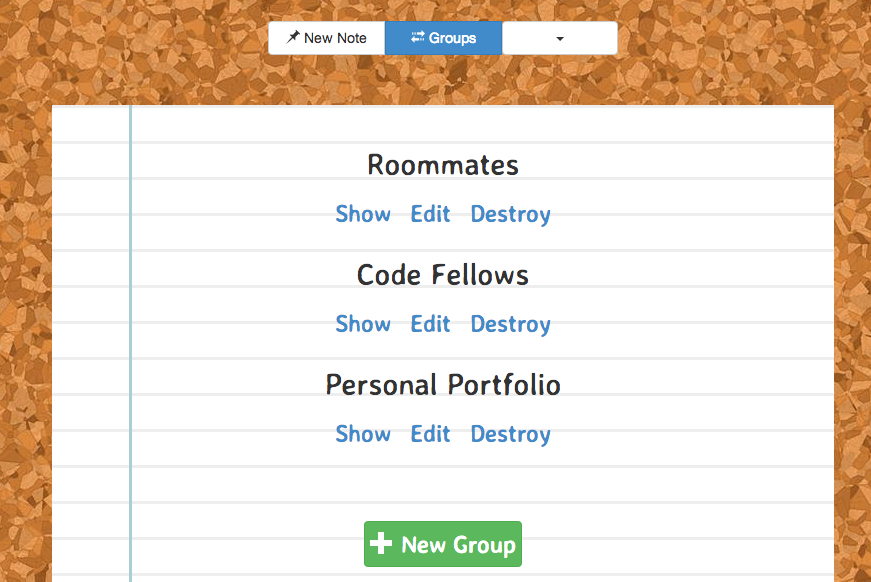 New Note Groups
Roommates
Show Edit Destroy
Code Fellows
Show Edit Destroy
Personal Portfolio
Show Edit Destroy
New Group